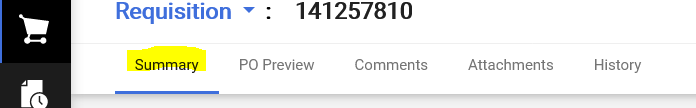 Requisition : 141257810
Summary PO Preview Comments Attachments History